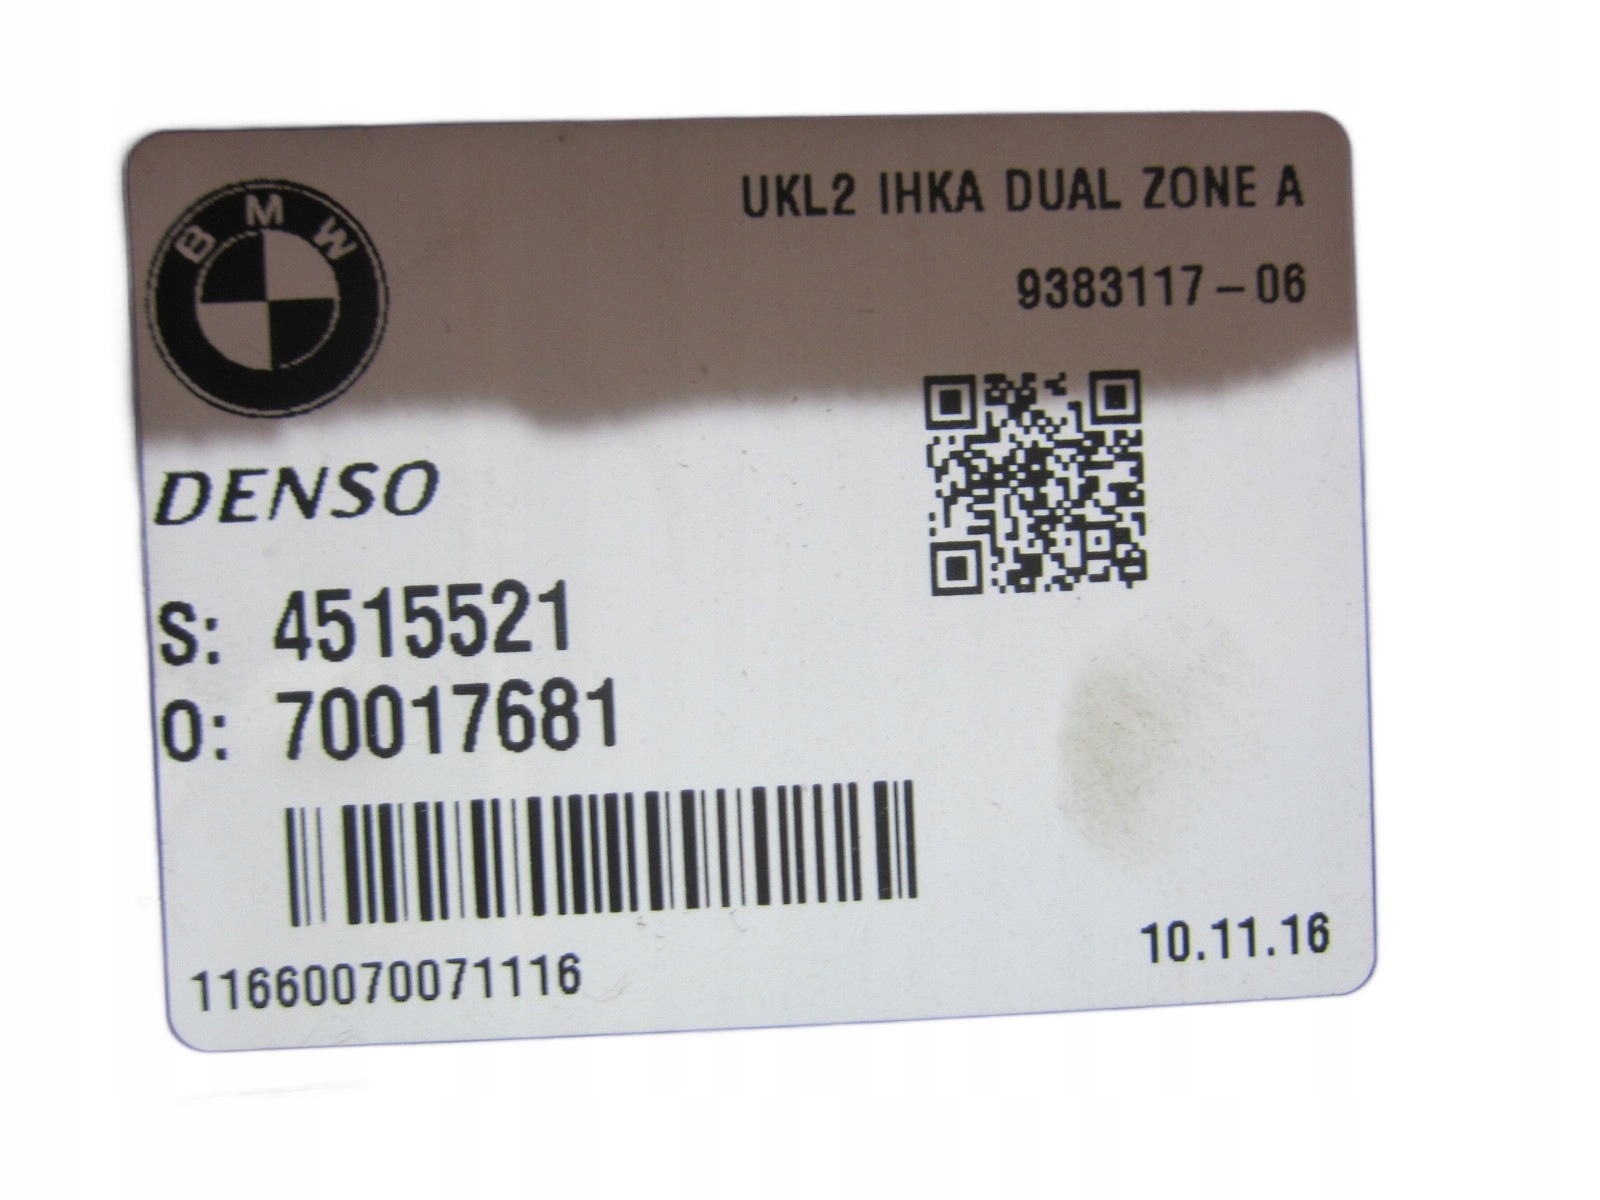 BMW
UKL2 IHKA DUAL ZONE A
9383117-06
DENSO
S: 4515521
O: 70017681
11660070071116
10.11.16